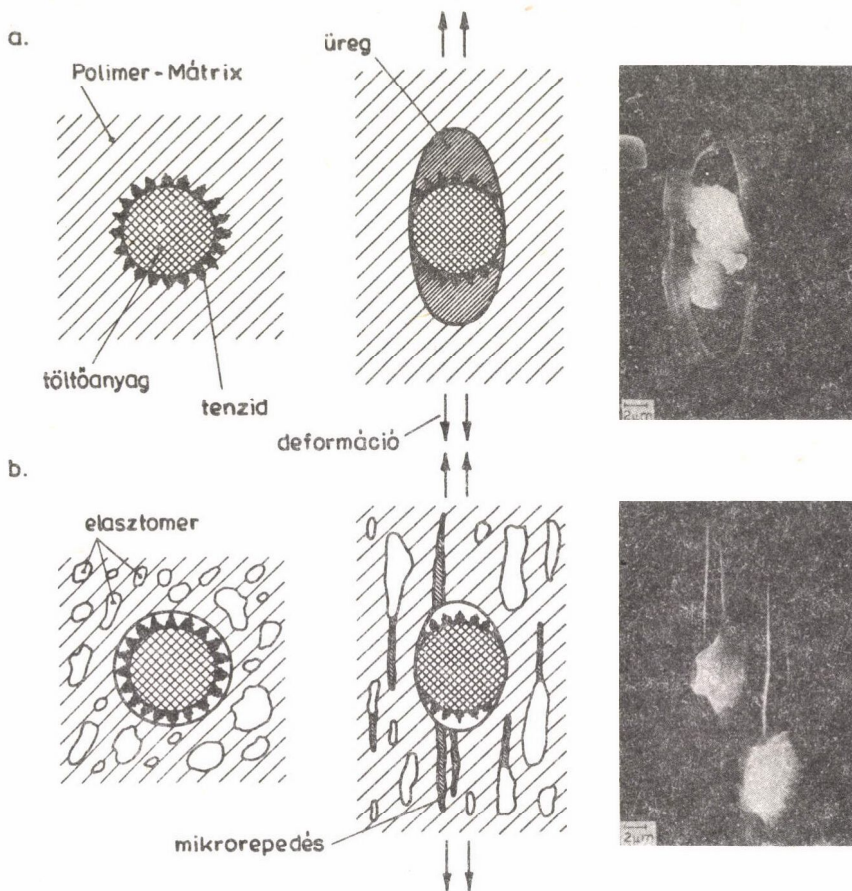 a.
Polimer-Mátrix
üreg
töltőanyag
tenzid
deformáció
2μm
b.
elasztomer
mikrorepedés
2μm